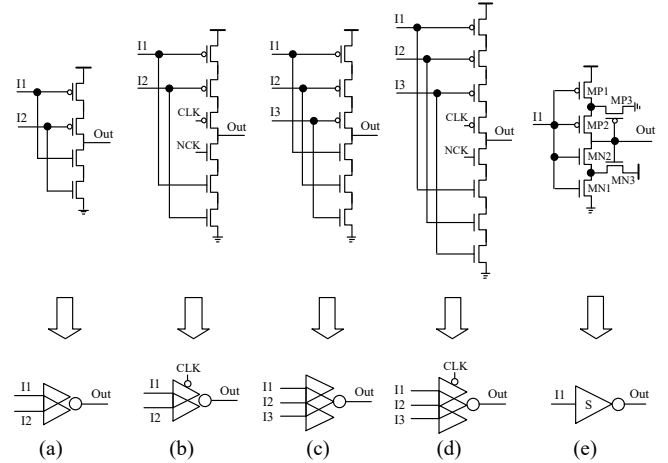 I1
I2
Out
I1
I2
CLK
NCK
Out
I1
I2
I3
Out
I1
I2
I3
CLK
NCK
Out
I1
MP1
MP3
MP2
Out
MN2
MN3
MN1
I1
I2
Out
CLK
I1
I2
Out
I1
I2
I3
Out
CLK
I1
I2
I3
Out
I1
S
Out
(a)
(b)
(c)
(d)
(e)